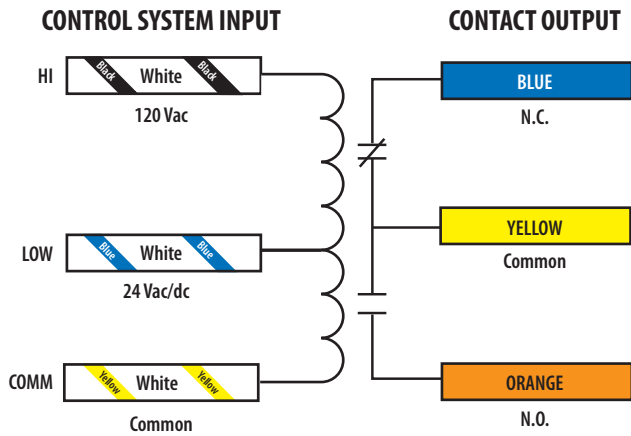 CONTROL SYSTEM INPUT
HI
Black White Black
120 Vac
LOW
Blue White Blue
24 Vac/dc
COMM
Yellow White Yellow
Common
CONTACT OUTPUT
BLUE
N.C.
YELLOW
Common
ORANGE
N.O.